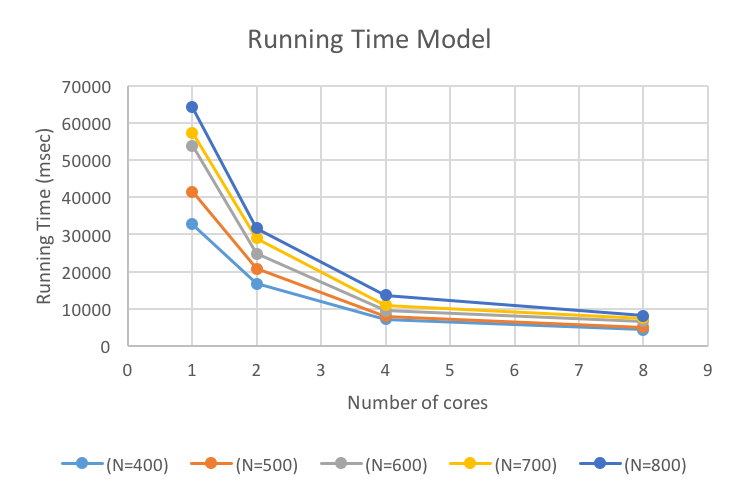 Running Time Model
70000
60000
50000
40000
30000
20000
10000
0
Running Time (msec)
0 1 2 3 4 5 6 7 8 9
Number of cores
(N=400) (N=500) (N=600) (N=700) (N=800)